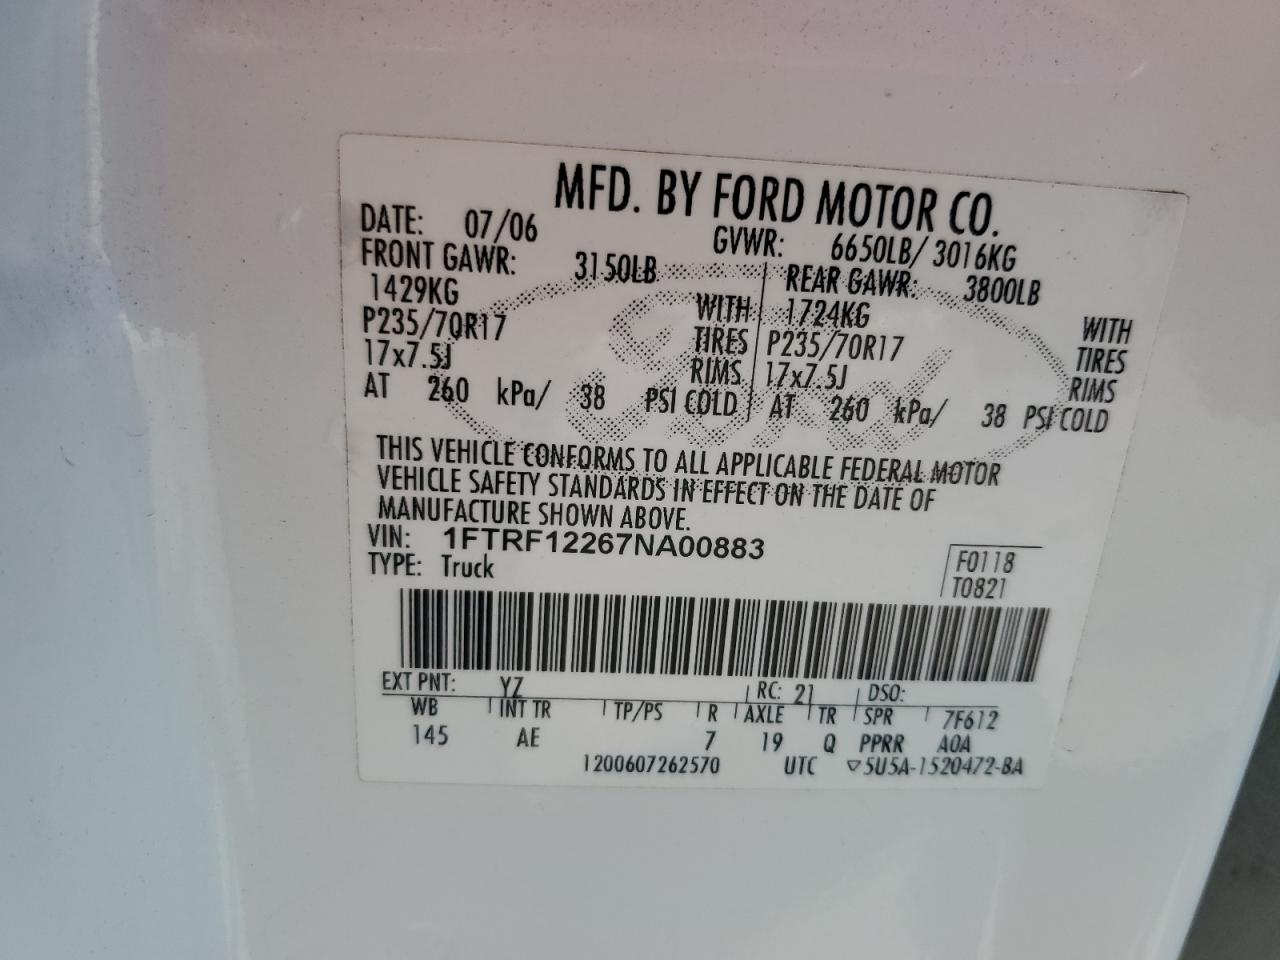 MFD. BY FORD MOTOR CO.
DATE: 07/06 GVWR: 6650LB/ 3016KG
FRONT GAWR: 3150LB REAR GAWR: 3800LB
1429KG WITH 1724KG WITH
P235/70R17 TIRES P235/70R17 TIRES
17x7.5J RIMS 17x7.5J RIMS
AT 260 kPa/ 38 PSI COLD AT 260 kPa/ 38 PSI COLD
THIS VEHICLE CONFORMS TO ALL APPLICABLE FEDERAL MOTOR
VEHICLE SAFETY STANDARDS IN EFFECT ON THE DATE OF
MANUFACTURE SHOWN ABOVE.
VIN: 1FTRF12267NA00883
TYPE: Truck
F0118
T0821
EXT PNT: YZ RC: 21 DSO:
WB INT TR TP/PS R AXLE TR SPR 7F612
145 AE 7 19 Q PPRR A0A
1200607262570 UTC ▽5U5A-1520472-BA
Ford